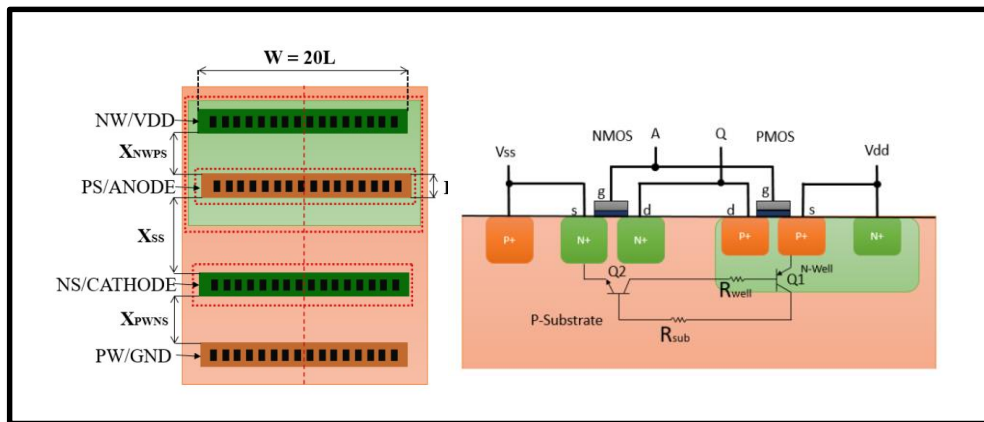 W = 20L
NW/VDD
XNWPS
PS/ANODE
XSS
NS/CATHODE
XPWNS
PW/GND
NMOS
A
Q
PMOS
Vss
Vdd
g
g
s
d
d
s
P+
N+
N+
P+
P+
N+
Q2
N-Well
Q1
Rwell
P-Substrate
Rsub